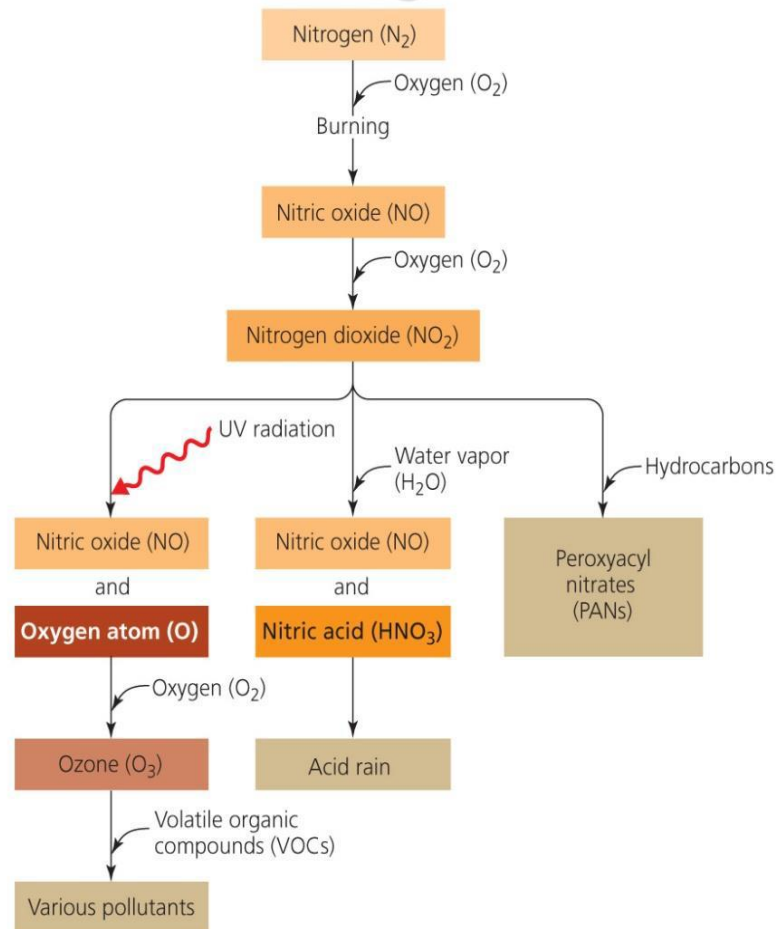 Nitrogen (N₂)
Oxygen (O₂)
Burning
Nitric oxide (NO)
Oxygen (O₂)
Nitrogen dioxide (NO₂)
UV radiation
Water vapor
(H₂O)
Hydrocarbons
Nitric oxide (NO)
and
Oxygen atom (O)
Oxygen (O₂)
Ozone (O₃)
Volatile organic
compounds (VOCs)
Various pollutants
Nitric oxide (NO)
and
Nitric acid (HNO₃)
Acid rain
Peroxyacyl
nitrates
(PANs)